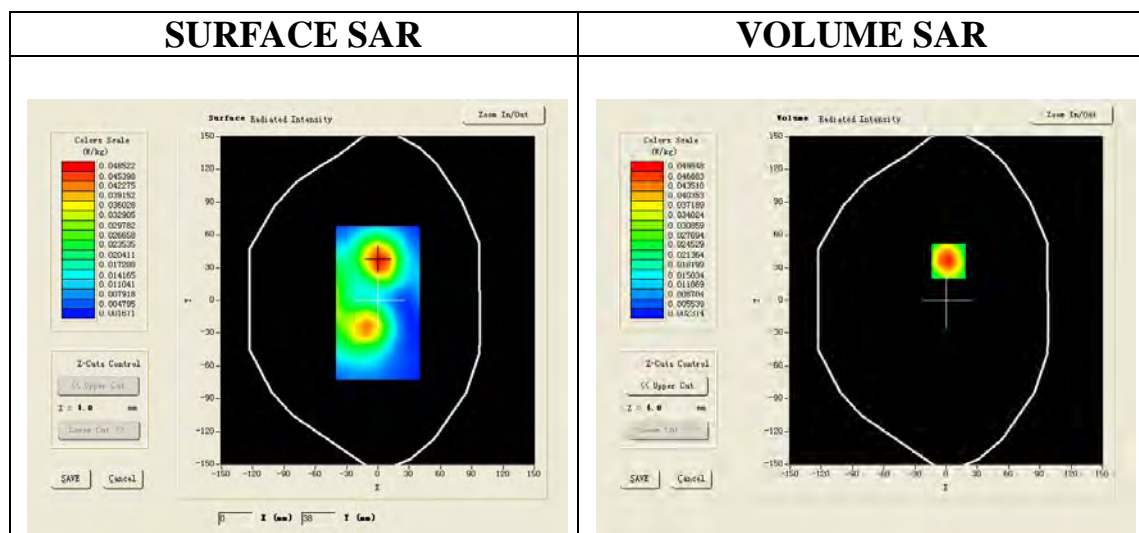 SURFACE SAR
VOLUME SAR
Surface Radiated Intensity
Zoom In/Out
Colors Scale
(W/kg)
0.048522
0.045398
0.042275
0.039152
0.036028
0.032905
0.029782
0.026658
0.023535
0.020411
0.017288
0.014165
0.011041
0.007918
0.004795
0.001671
150
120
90
60
30
0
-30
-60
-90
-120
-150
Y
-150 -120 -90 -60 -30 0 30 60 90 120 150
X
Z-Cuts Control
<< Upper Cut
Z = 4.0 mm
Lower Cut >>
SAVE Cancel
0 X (mm) 38 Y (mm)
Volume Radiated Intensity
Zoom In/Out
Colors Scale
(W/kg)
0.049848
0.046683
0.043518
0.040353
0.037189
0.034024
0.030859
0.027694
0.024529
0.021364
0.018199
0.015034
0.011869
0.008704
0.005539
150
120
90
60
30
0
-30
-60
-90
-120
-150
Y
-150 -120 -90 -60 -30 0 30 60 90 120 150
X
Z-Cuts Control
<< Upper Cut
Z = 4.0 mm
Lower Cut >>
SAVE Cancel